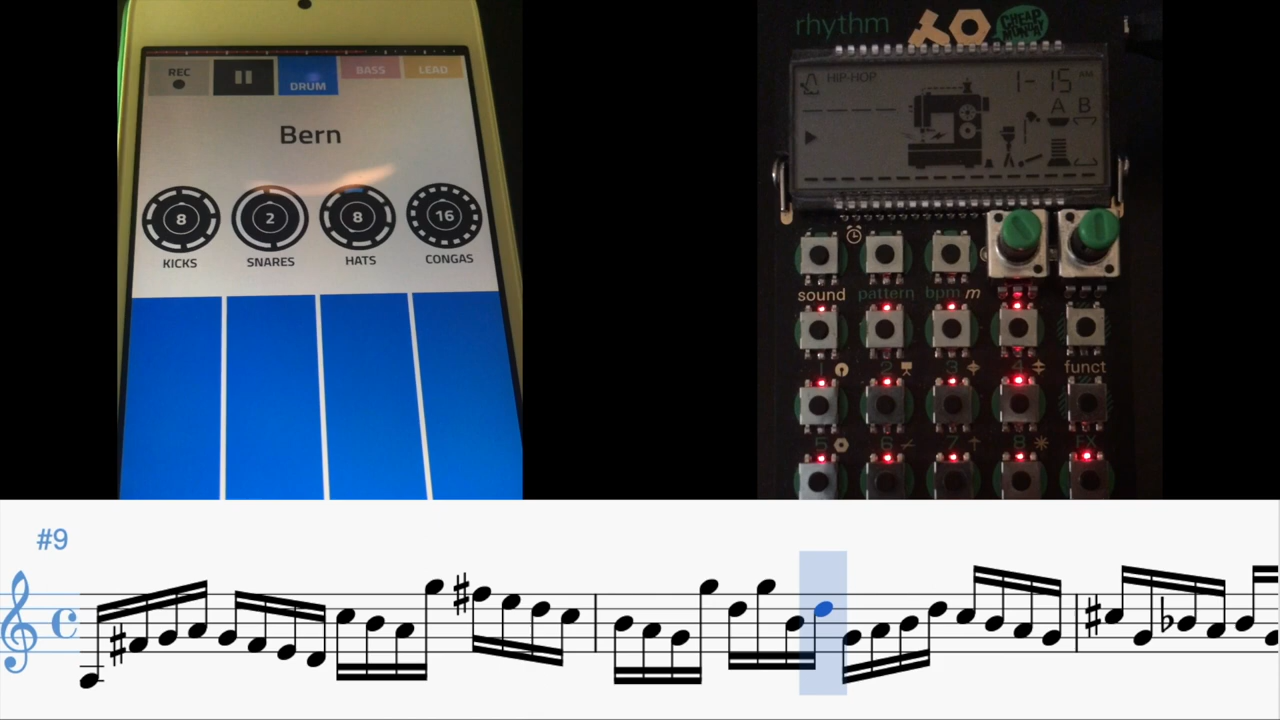 REC
DRUM
BASS
LEAD
Bern
8
2
8
16
KICKS
SNARES
HATS
CONGAS
rhythm
CHEAP MONDAY
HIP-HOP
1-15 AM
A B
sound
pattern
bpm m
1
2
3
4
funct
5
6
7
8
FX
#9